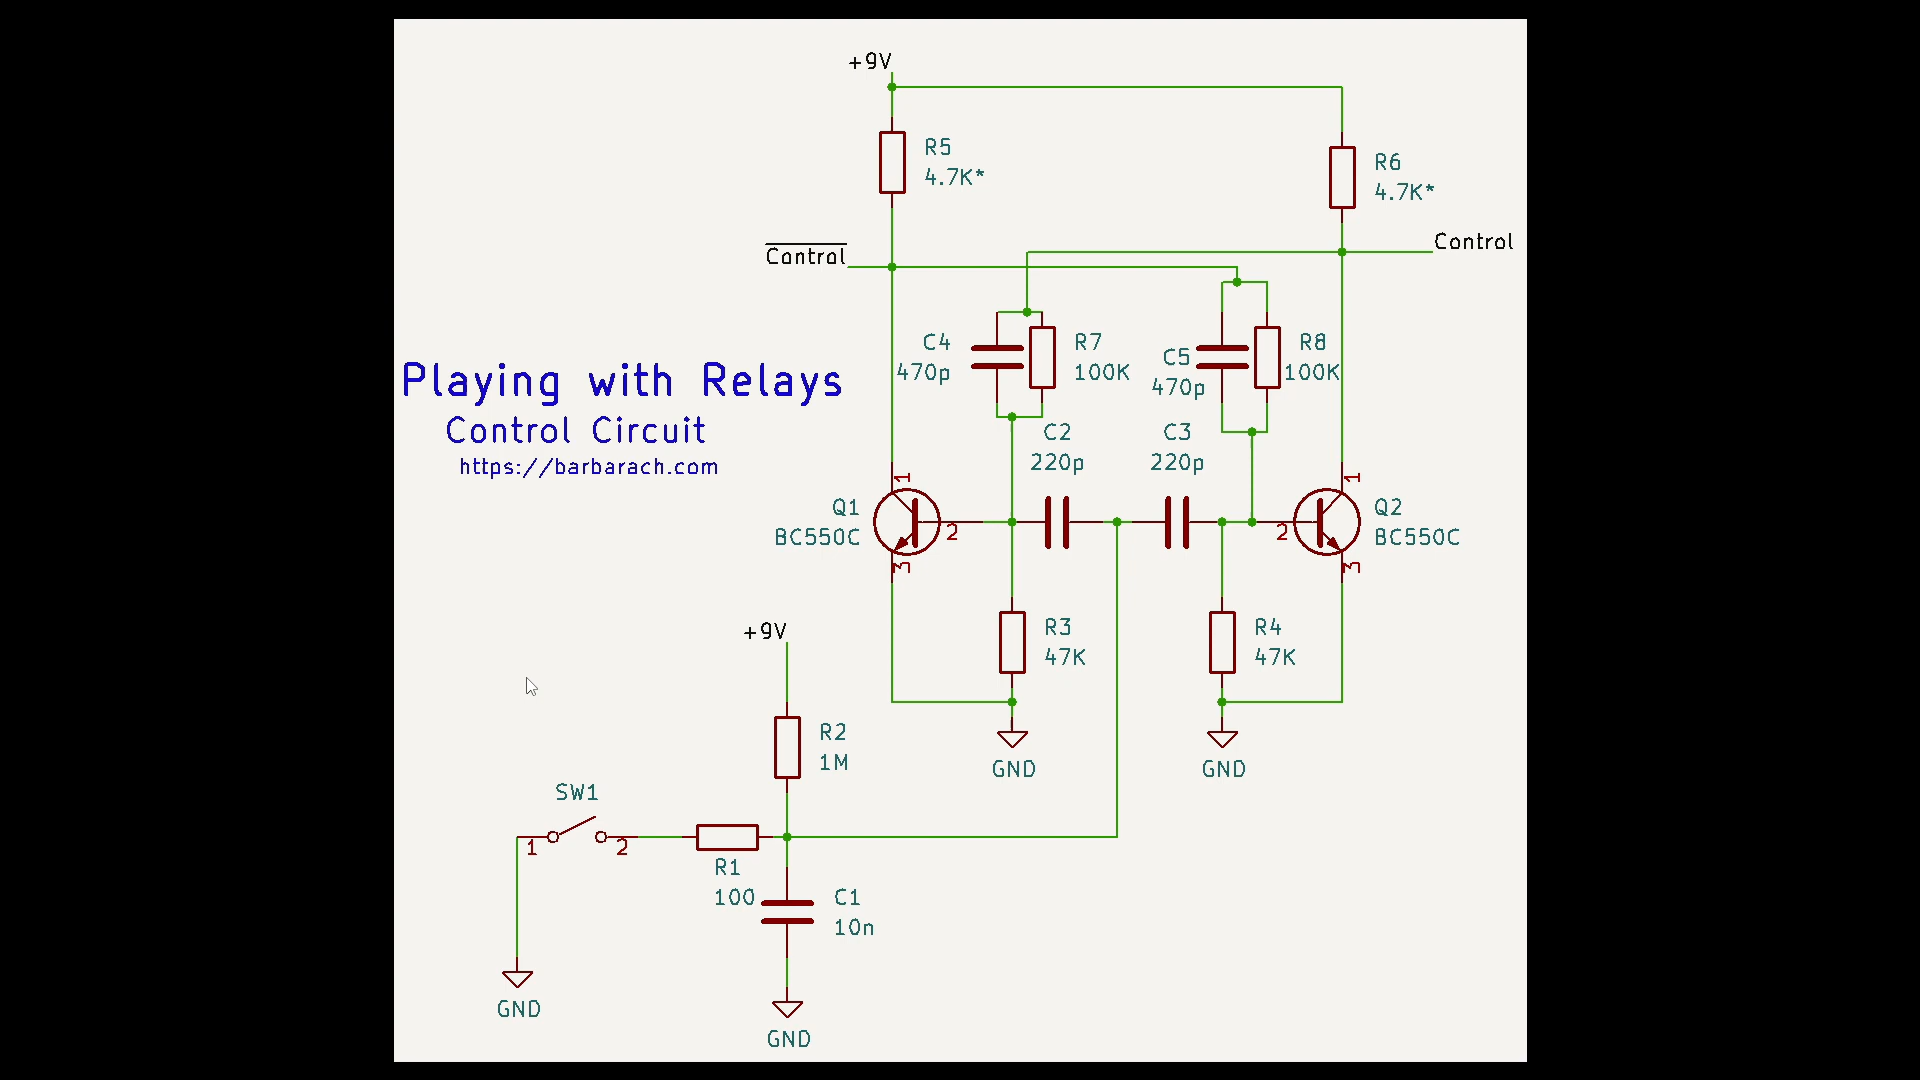 +9V
R5
4.7K*
R6
4.7K*
Control
Control
C4
470p
R7
100K
C5
470p
R8
100K
Playing with Relays
Control Circuit
https://barbarach.com
C2
220p
C3
220p
1
1
Q1
BC550C
2
2
Q2
BC550C
3
3
+9V
R3
47K
R4
47K
R2
1M
GND
GND
SW1
1
2
R1
100
C1
10n
GND
GND